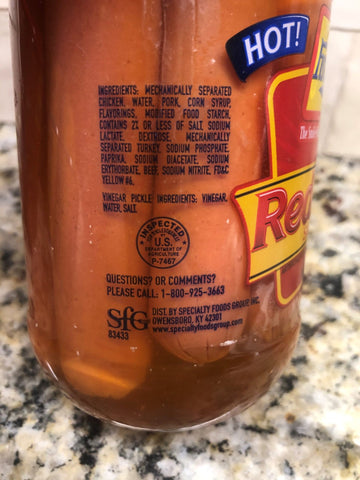 HOT!
The
Red
INGREDIENTS: MECHANICALLY SEPARATED
CHICKEN, WATER, PORK, CORN SYRUP,
FLAVORINGS, MODIFIED FOOD STARCH,
CONTAINS 2% OR LESS OF SALT, SODIUM
LACTATE, DEXTROSE, MECHANICALLY
SEPARATED TURKEY, SODIUM PHOSPHATE,
PAPRIKA, SODIUM DIACETATE, SODIUM
ERYTHORBATE, BEEF, SODIUM NITRITE, FD&C
YELLOW #6.
VINEGAR PICKLE INGREDIENTS: VINEGAR,
WATER, SALT.
INSPECTED
U.S.
DEPARTMENT OF
AGRICULTURE
P-7467
QUESTIONS? OR COMMENTS?
PLEASE CALL: 1-800-925-3663
SfG
83433
DIST. BY SPECIALTY FOODS GROUP, INC.
OWENSBORO, KY 42301
www.specialtyfoodsgroup.com